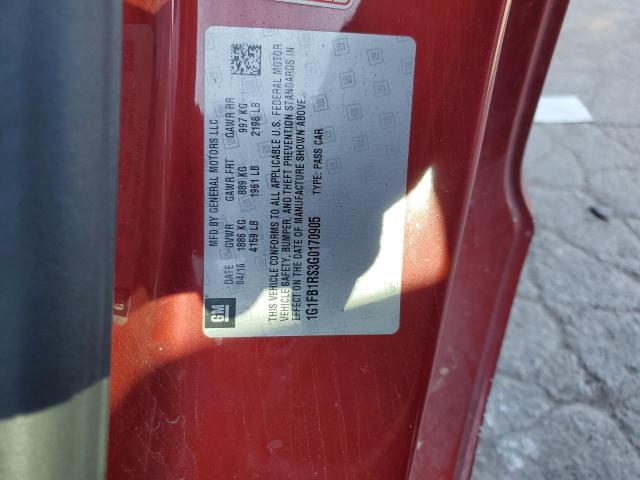 MFD BY GENERAL MOTORS LLC
DATE GVWR GAWR FRT GAWR RR
04/16 1886 KG 889 KG 997 KG
4159 LB 1961 LB 2198 LB
THIS VEHICLE CONFORMS TO ALL APPLICABLE U.S. FEDERAL MOTOR
VEHICLE SAFETY, BUMPER, AND THEFT PREVENTION STANDARDS IN
EFFECT ON THE DATE OF MANUFACTURE SHOWN ABOVE.
1G1FB1RS3G0170905 TYPE: PASS CAR
GM